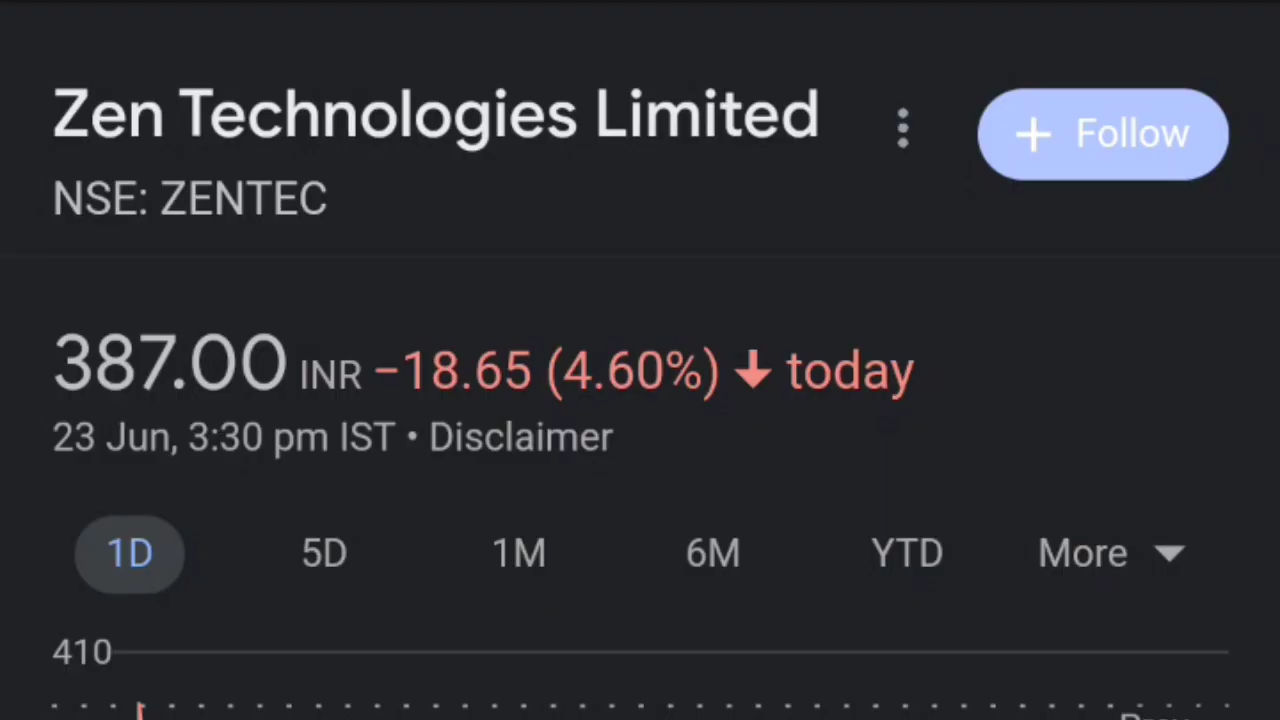 Zen Technologies Limited
+ Follow
NSE: ZENTEC
387.00 INR −18.65 (4.60%) ↓ today
23 Jun, 3:30 pm IST • Disclaimer
1D 5D 1M 6M YTD More
410